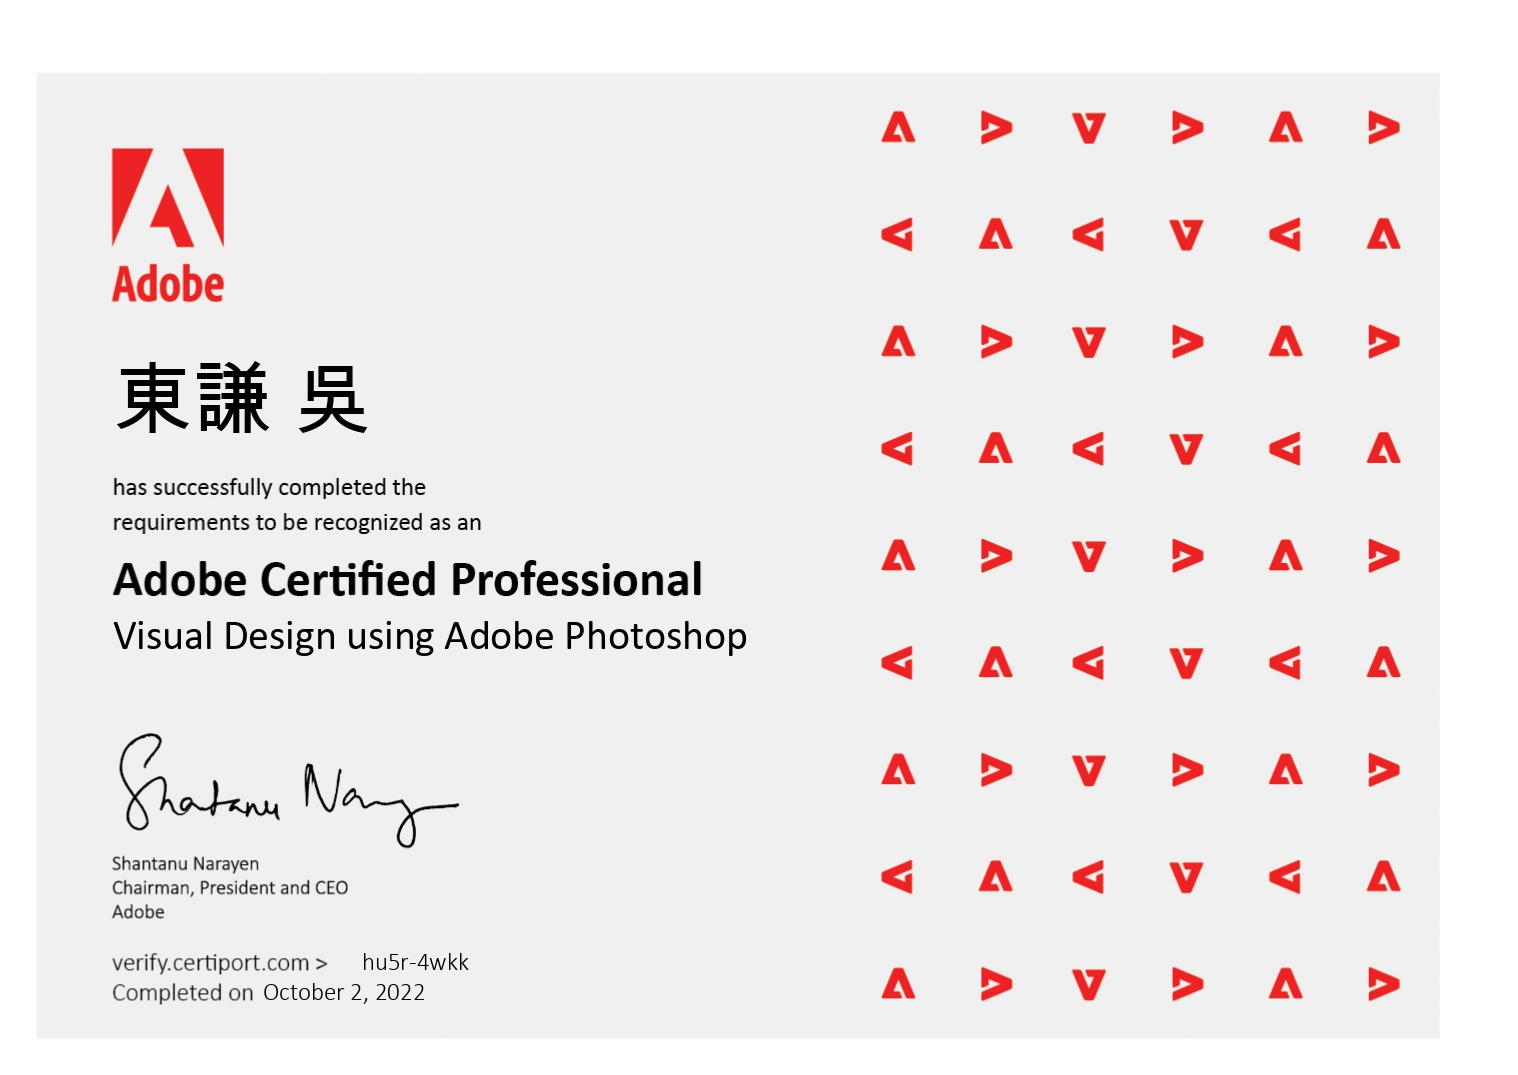 Adobe
東謙 吳
has successfully completed the
requirements to be recognized as an
Adobe Certified Professional
Visual Design using Adobe Photoshop
Shantanu Narayen
Shantanu Narayen
Chairman, President and CEO
Adobe
verify.certiport.com > hu5r-4wkk
Completed on October 2, 2022